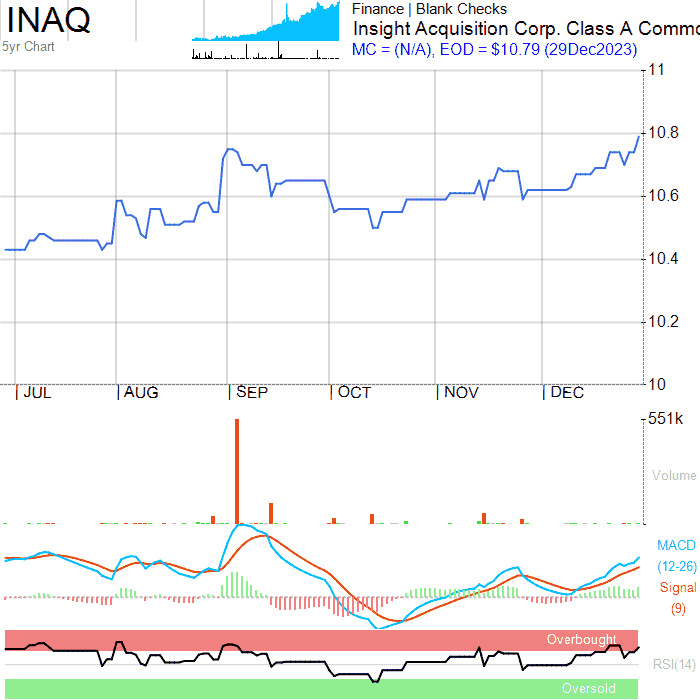 INAQ
5yr Chart
Finance | Blank Checks
Insight Acquisition Corp. Class A Commo
MC = (N/A), EOD = $10.79 (29Dec2023)
11
10.8
10.6
10.4
10.2
10
JUL AUG SEP OCT NOV DEC
551k
Volume
MACD
(12-26)
Signal
(9)
Overbought
RSI(14)
Oversold